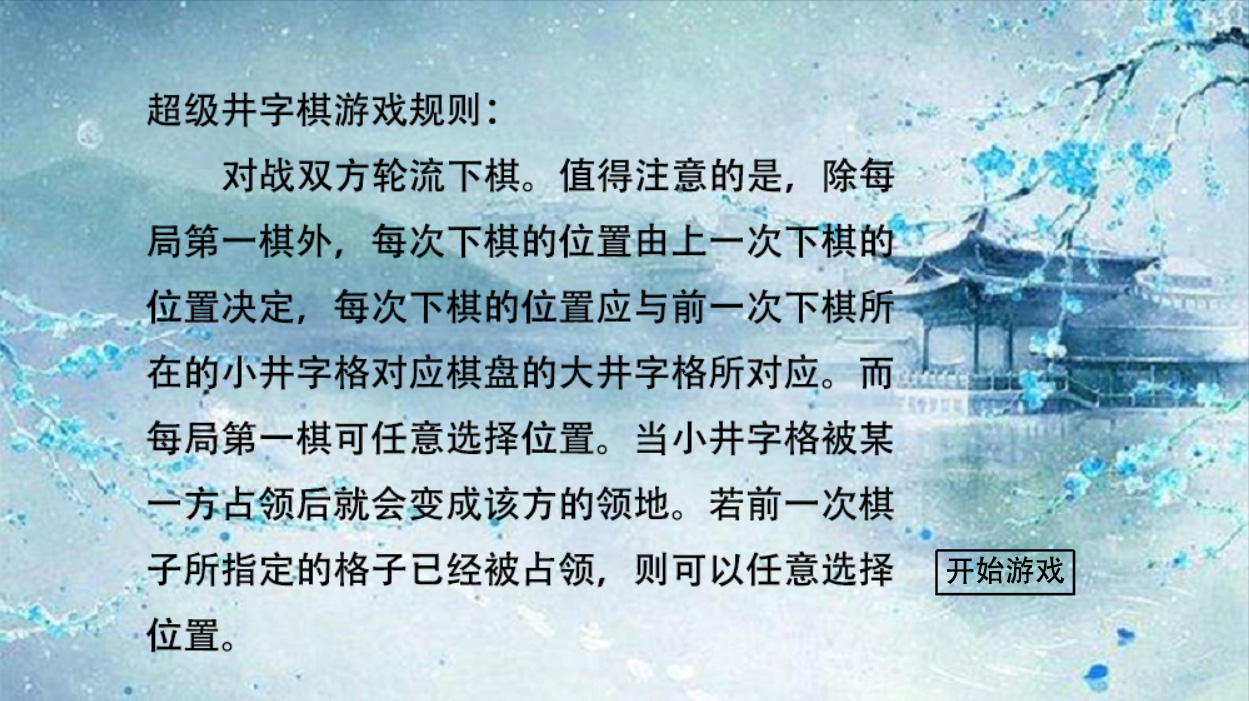 超级井字棋游戏规则：
对战双方轮流下棋。值得注意的是，除每
局第一棋外，每次下棋的位置由上一次下棋的
位置决定，每次下棋的位置应与前一次下棋所
在的小井字格对应棋盘的大井字格所对应。而
每局第一棋可任意选择位置。当小井字格被某
一方占领后就会变成该方的领地。若前一次棋
子所指定的格子已经被占领，则可以任意选择
位置。
开始游戏